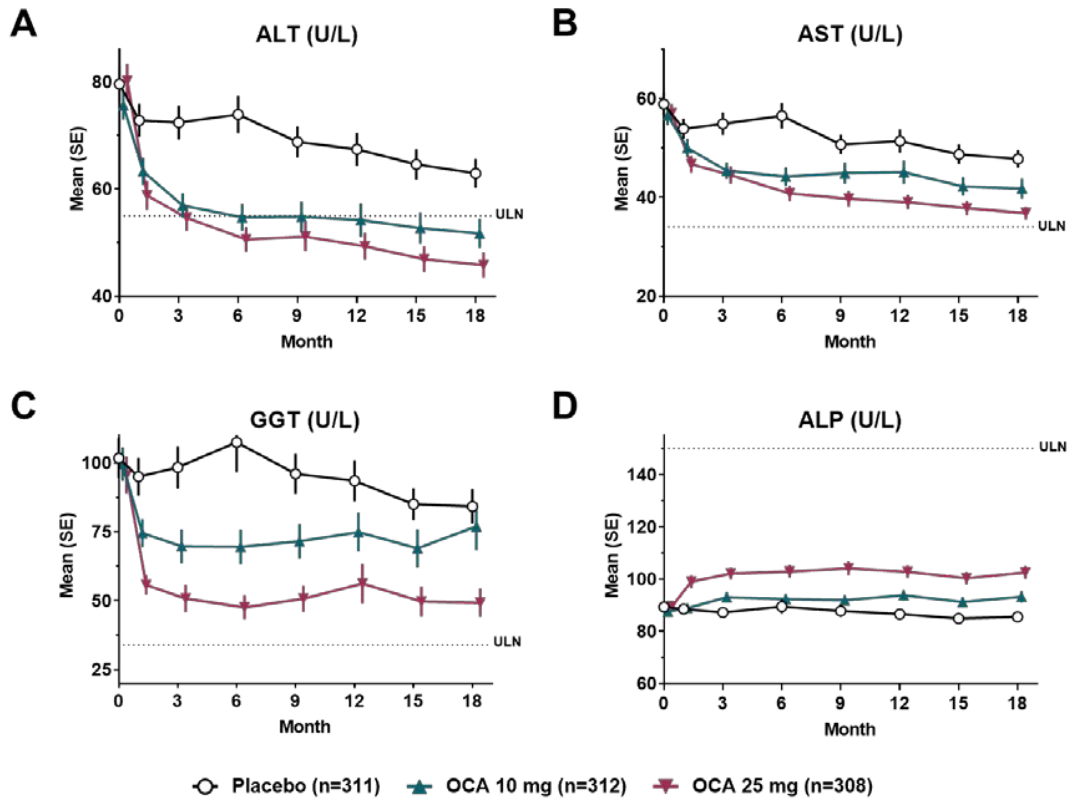 A
ALT (U/L)
Mean (SE)
80
60
40
ULN
0 3 6 9 12 15 18
Month
B
AST (U/L)
Mean (SE)
60
40
20
ULN
0 3 6 9 12 15 18
Month
C
GGT (U/L)
Mean (SE)
100
75
50
25
ULN
0 3 6 9 12 15 18
Month
D
ALP (U/L)
Mean (SE)
140
120
100
80
60
ULN
0 3 6 9 12 15 18
Month
Placebo (n=311) OCA 10 mg (n=312) OCA 25 mg (n=308)